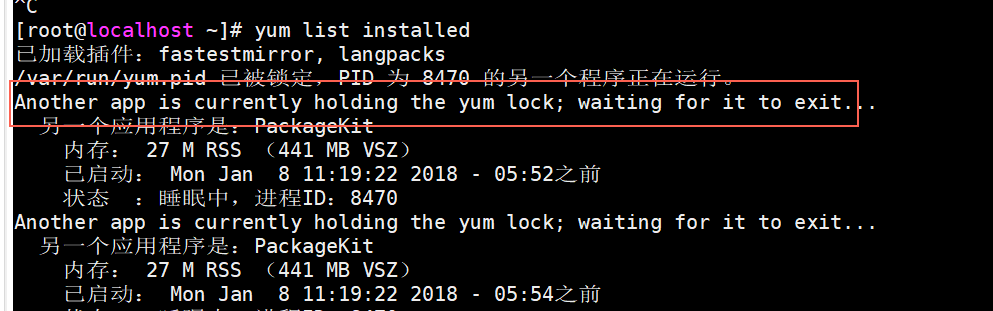 ^C
[root@localhost ~]# yum list installed
已加载插件：fastestmirror, langpacks
/var/run/yum.pid 已被锁定，PID 为 8470 的另一个程序正在运行。
Another app is currently holding the yum lock; waiting for it to exit...
  另一个应用程序是：PackageKit
    内存： 27 M RSS （441 MB VSZ）
    已启动： Mon Jan  8 11:19:22 2018 - 05:52之前
    状态  ：睡眠中，进程ID：8470
Another app is currently holding the yum lock; waiting for it to exit...
  另一个应用程序是：PackageKit
    内存： 27 M RSS （441 MB VSZ）
    已启动： Mon Jan  8 11:19:22 2018 - 05:54之前